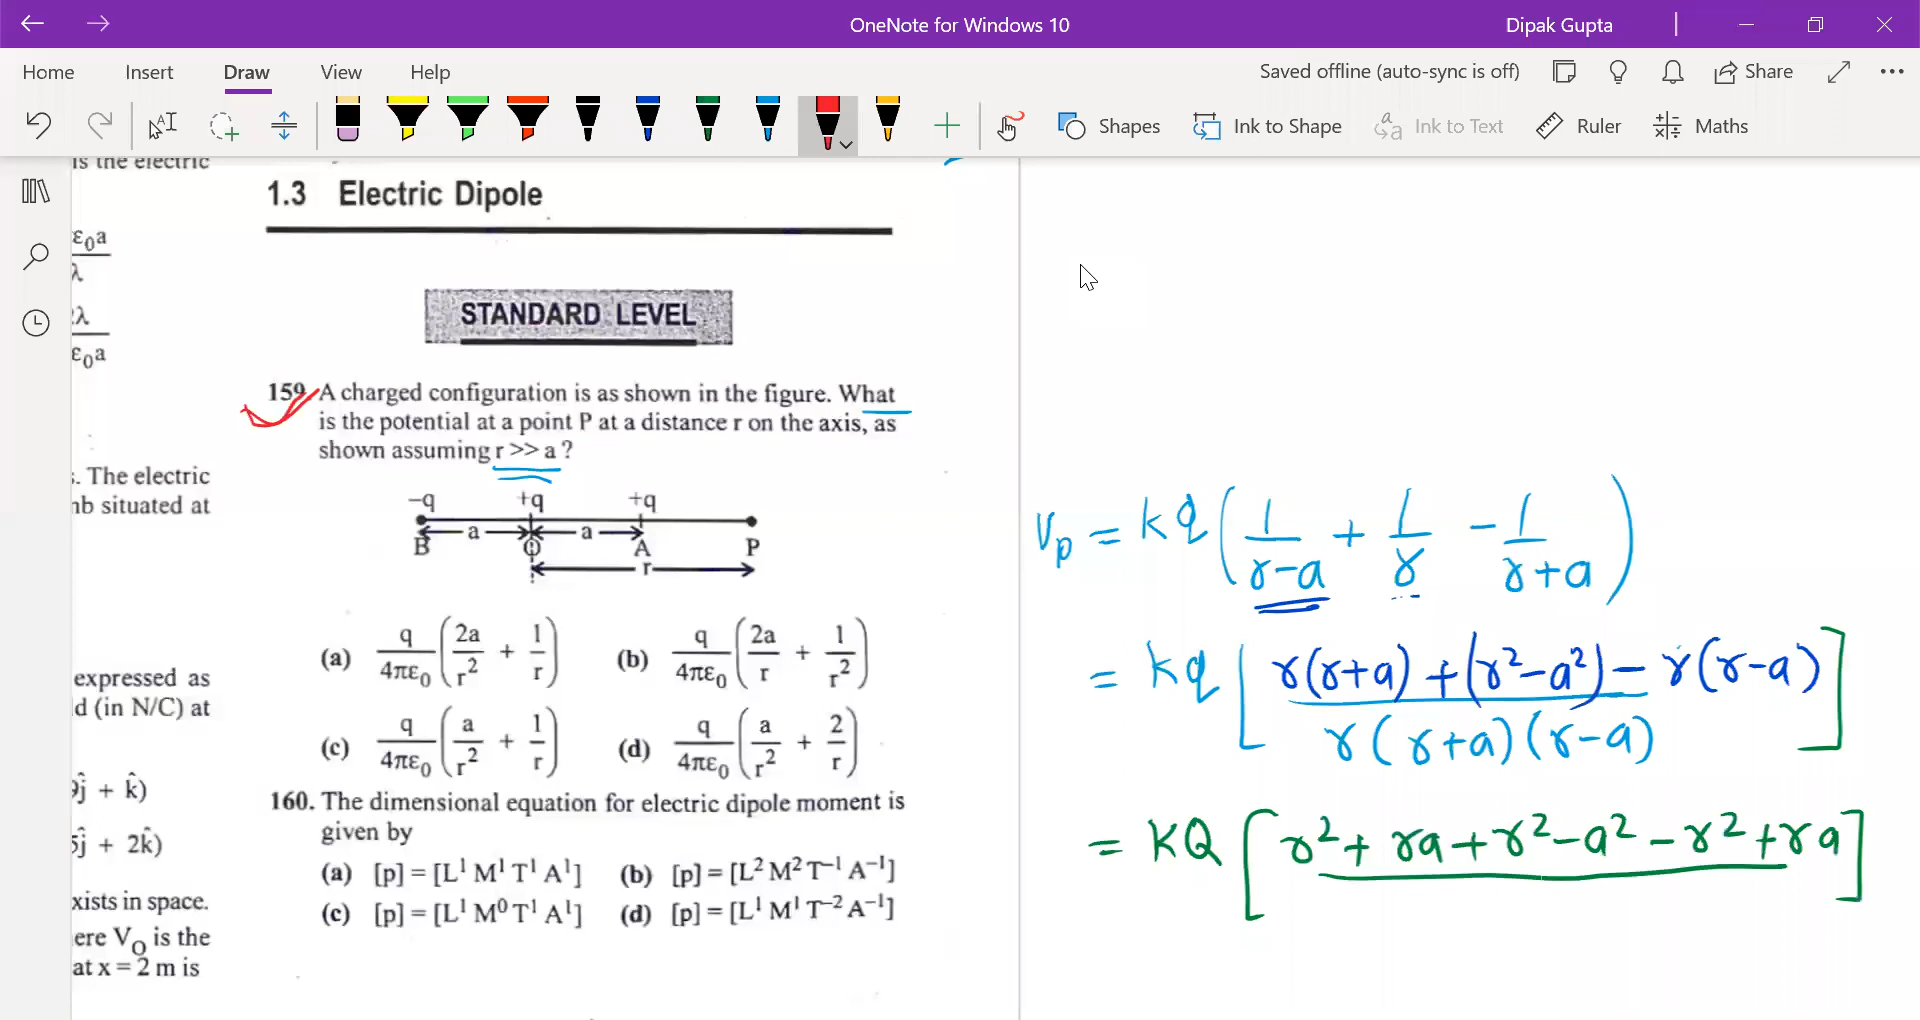 OneNote for Windows 10
Dipak Gupta
Home Insert Draw View Help
Saved offline (auto-sync is off) Share
Shapes Ink to Shape Ink to Text Ruler Maths
is the electric
ε₀a
λ
λ
ε₀a
. The electric
situated at
expressed as
d (in N/C) at
ĵ + k̂)
ĵ + 2k̂)
xists in space.
ere V_O is the
at x = 2 m is
1.3 Electric Dipole
STANDARD LEVEL
159. A charged configuration is as shown in the figure. What
is the potential at a point P at a distance r on the axis, as
shown assuming r >> a ?
-q +q +q
a a
B O A P
r
(a) q/4πε₀ (2a/r² + 1/r) (b) q/4πε₀ (2a/r + 1/r²)
(c) q/4πε₀ (a/r² + 1/r) (d) q/4πε₀ (a/r² + 2/r)
160. The dimensional equation for electric dipole moment is
given by
(a) [p] = [L¹ M¹ T¹ A¹] (b) [p] = [L² M² T⁻¹ A⁻¹]
(c) [p] = [L¹ M⁰ T¹ A¹] (d) [p] = [L¹ M¹ T⁻² A⁻¹]
V_p = kq (1/(r-a) + 1/r - 1/(r+a))
= kq [ (r(r+a) + (r²-a²) - r(r-a)) / (r(r+a)(r-a)) ]
= KQ [ r² + ra + r² - a² - r² + ra ]